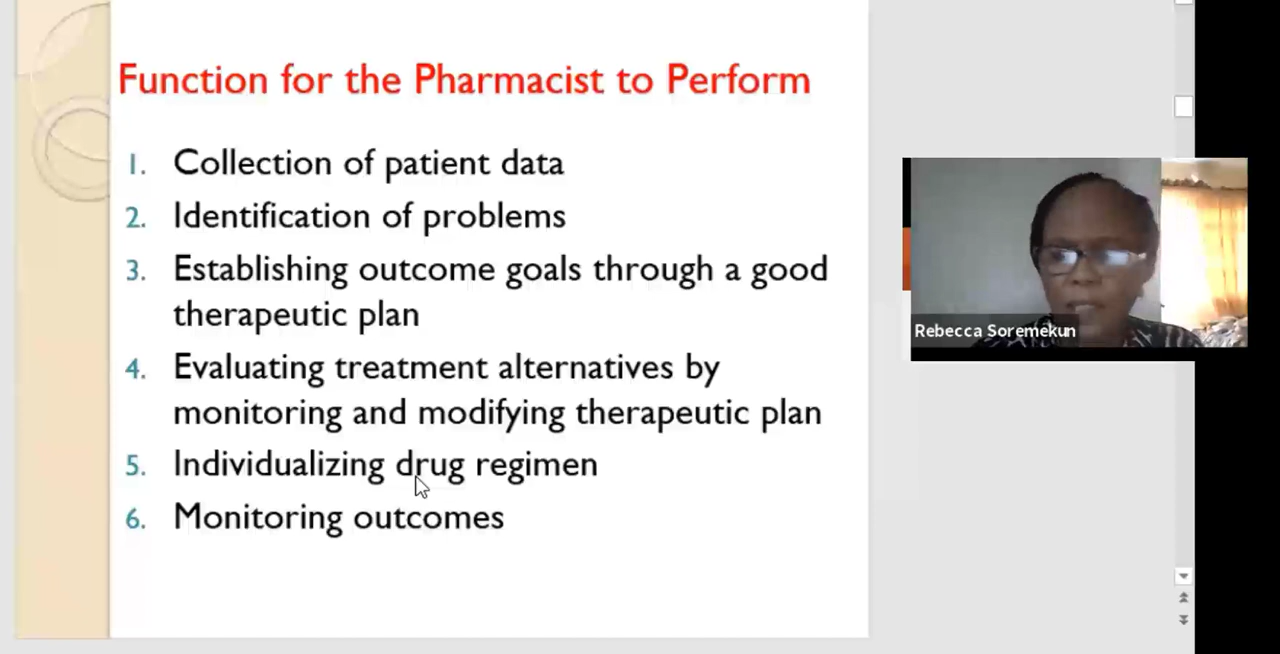 Function for the Pharmacist to Perform
1. Collection of patient data
2. Identification of problems
3. Establishing outcome goals through a good
therapeutic plan
4. Evaluating treatment alternatives by
monitoring and modifying therapeutic plan
5. Individualizing drug regimen
6. Monitoring outcomes
Rebecca Soremekun